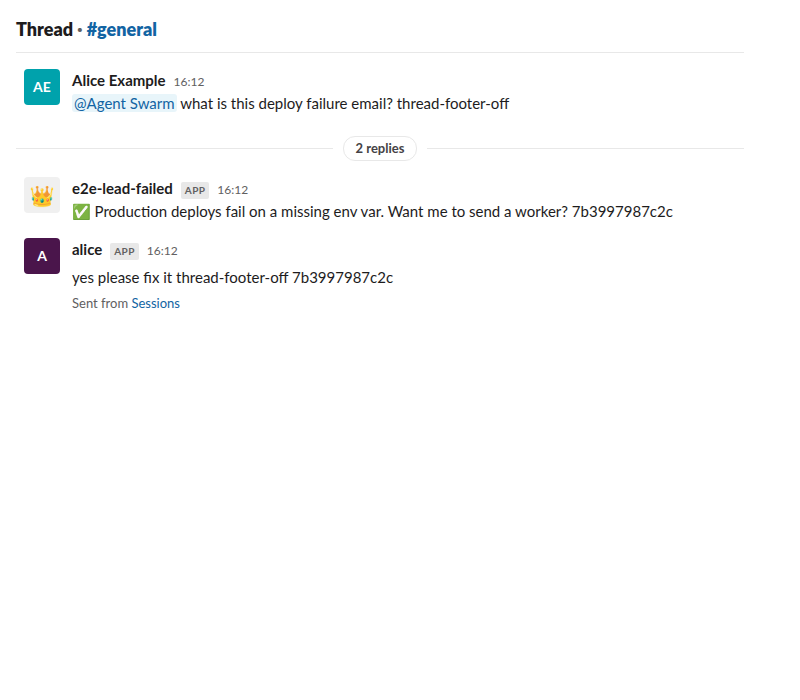 Thread • #general
AE
Alice Example 16:12
@Agent Swarm what is this deploy failure email? thread-footer-off
2 replies
e2e-lead-failed APP 16:12
✅ Production deploys fail on a missing env var. Want me to send a worker? 7b3997987c2c
A
alice APP 16:12
yes please fix it thread-footer-off 7b3997987c2c
Sent from Sessions